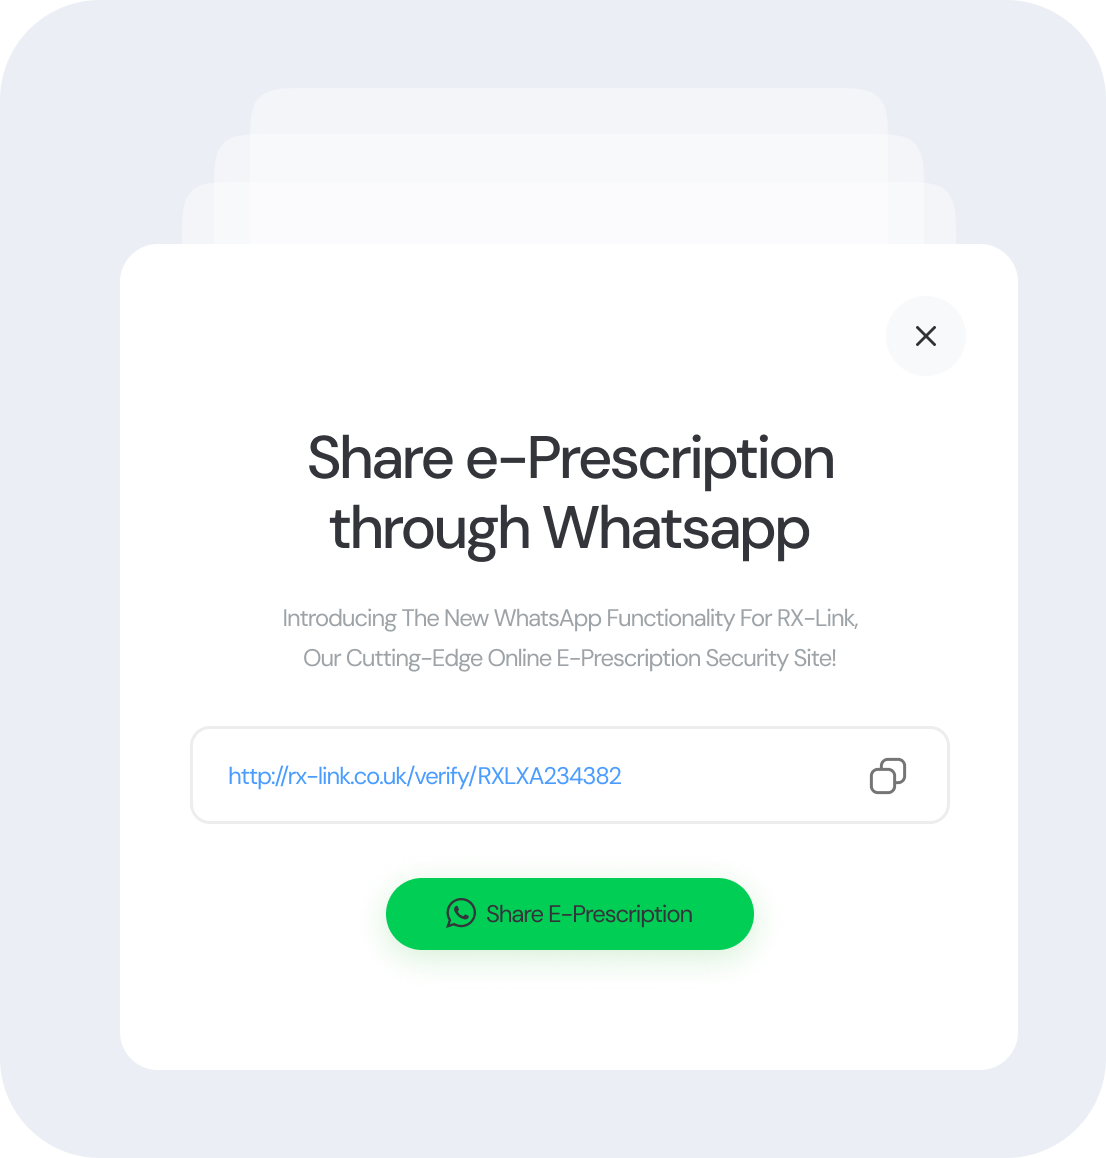 Share e-Prescription
through Whatsapp
Introducing The New WhatsApp Functionality For RX-Link,
Our Cutting-Edge Online E-Prescription Security Site!
http://rx-link.co.uk/verify/RXLXA234382
Share E-Prescription